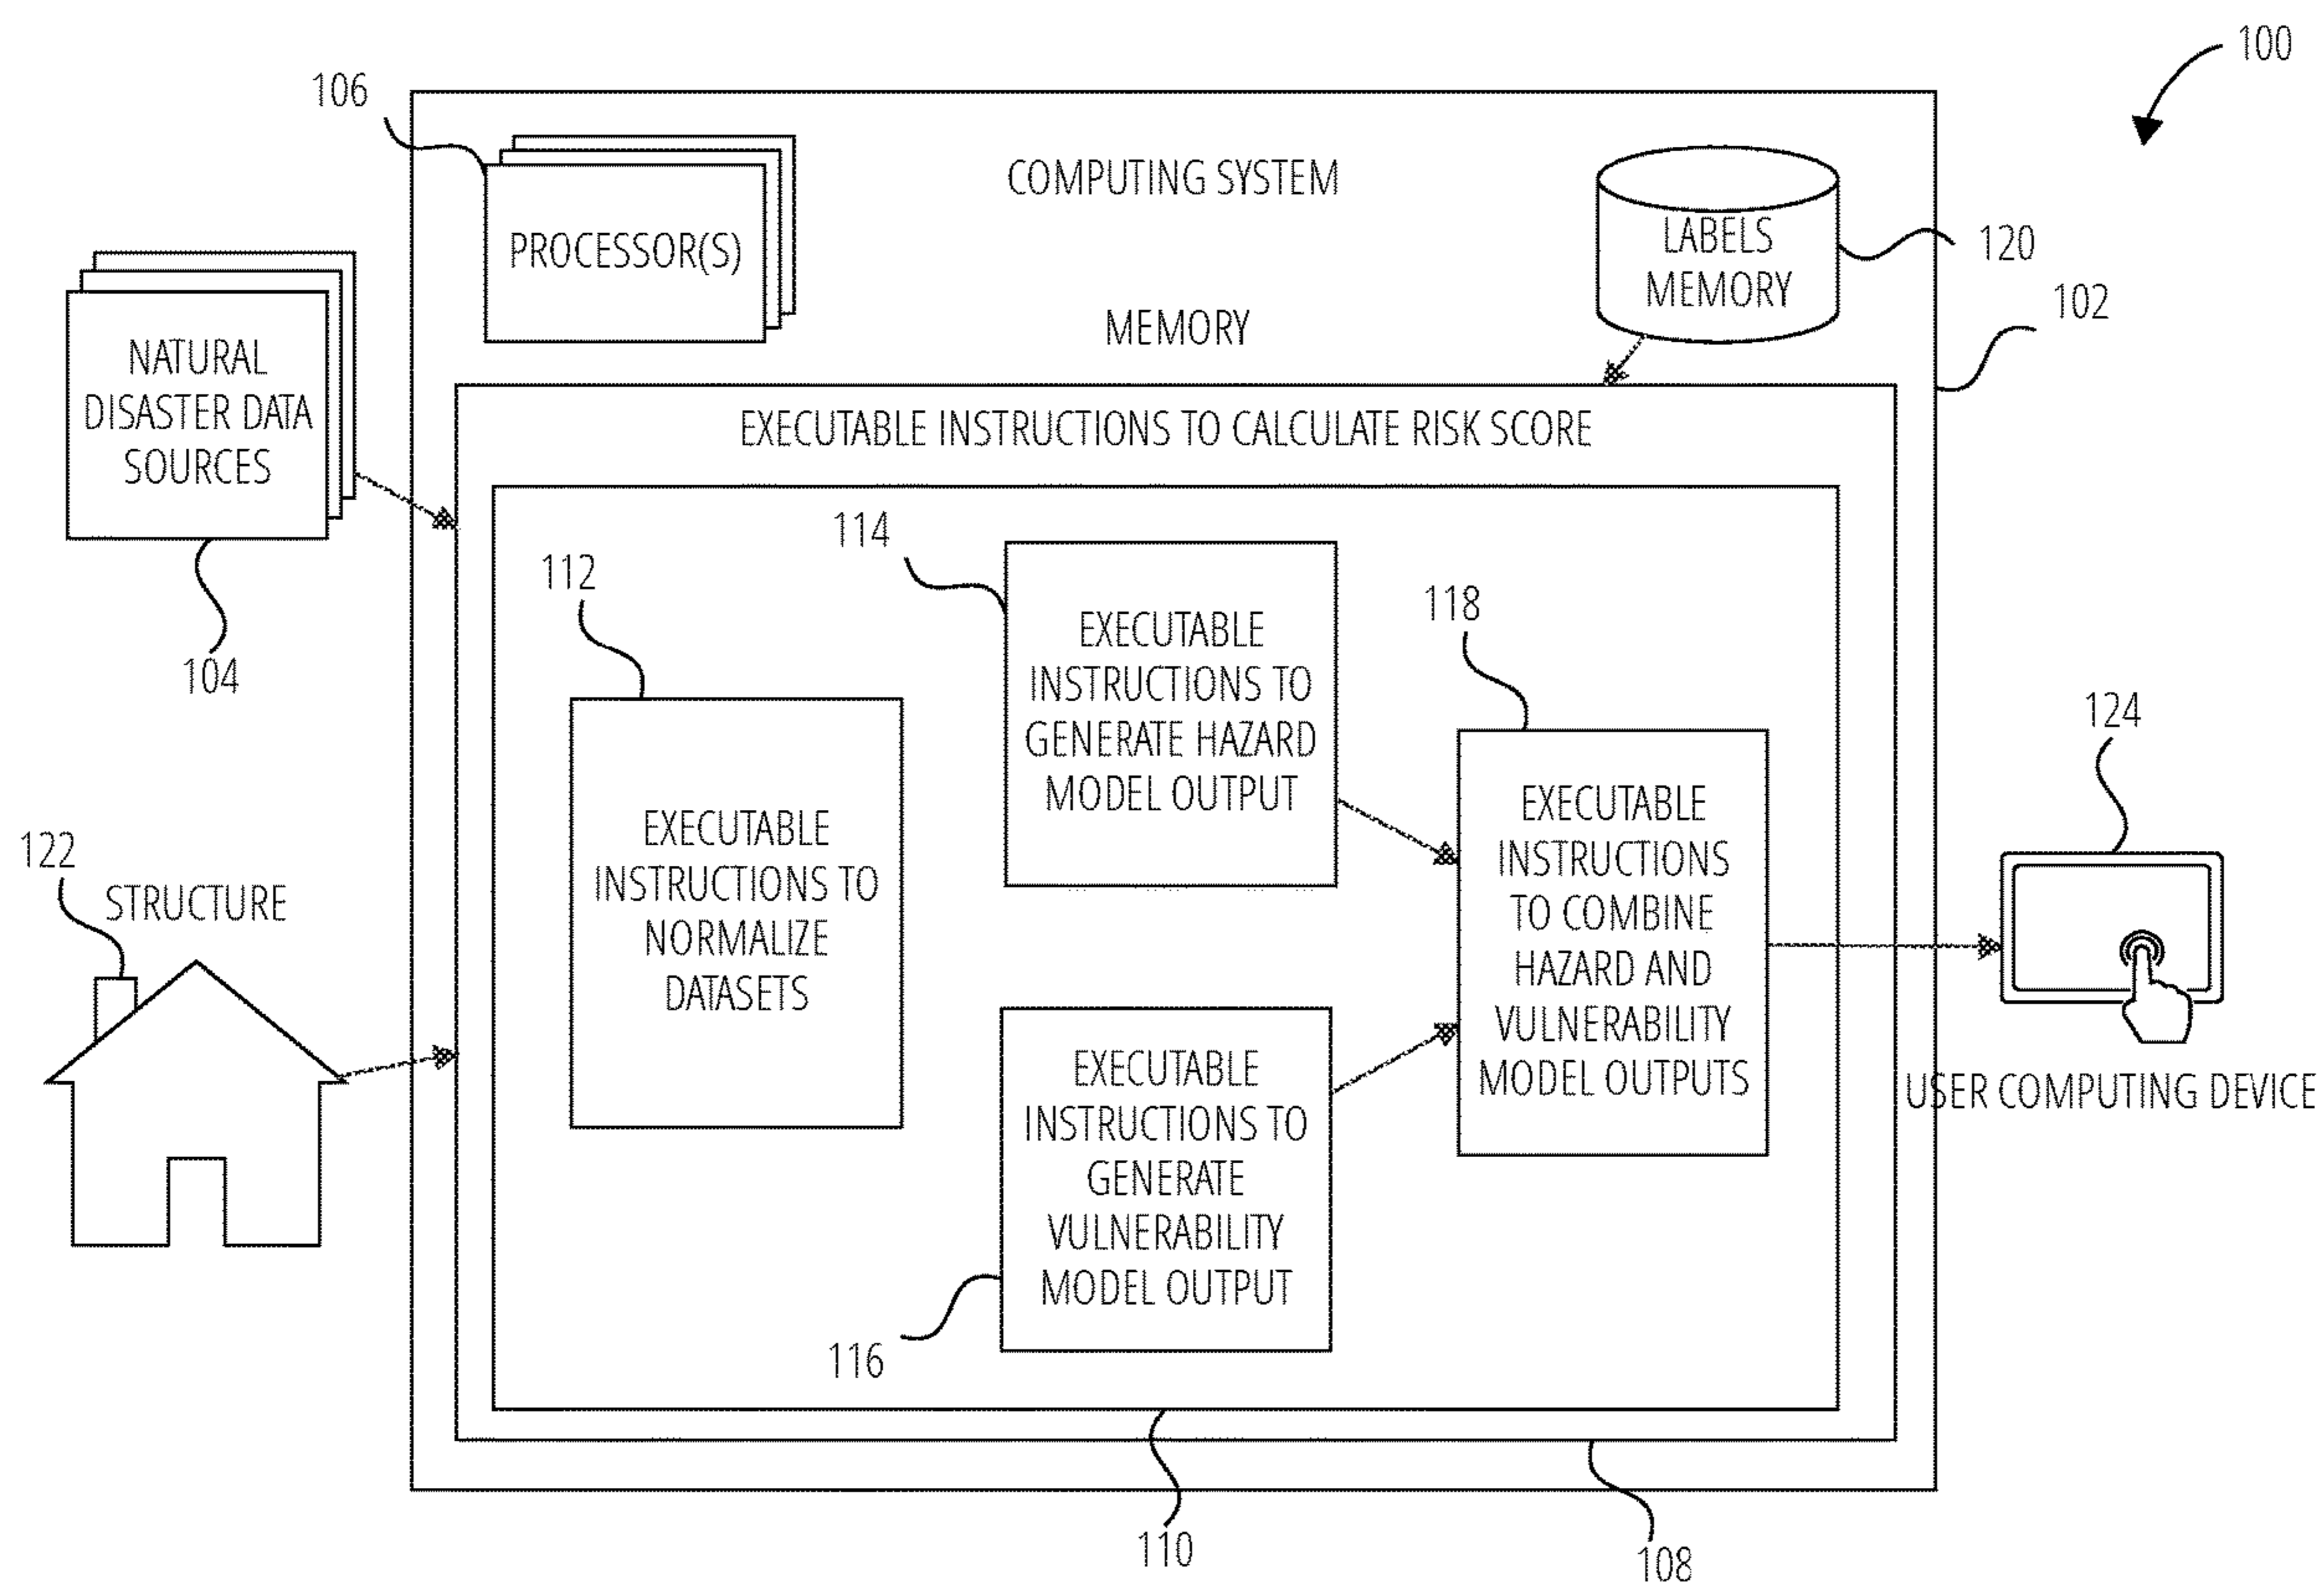 100
106
COMPUTING SYSTEM
PROCESSOR(S)
LABELS
MEMORY
120
102
MEMORY
NATURAL
DISASTER DATA
SOURCES
104
EXECUTABLE INSTRUCTIONS TO CALCULATE RISK SCORE
112
EXECUTABLE
INSTRUCTIONS TO
NORMALIZE
DATASETS
114
EXECUTABLE
INSTRUCTIONS TO
GENERATE HAZARD
MODEL OUTPUT
118
EXECUTABLE
INSTRUCTIONS
TO COMBINE
HAZARD AND
VULNERABILITY
MODEL OUTPUTS
124
USER COMPUTING DEVICE
122
STRUCTURE
EXECUTABLE
INSTRUCTIONS TO
GENERATE
VULNERABILITY
MODEL OUTPUT
116
110
108